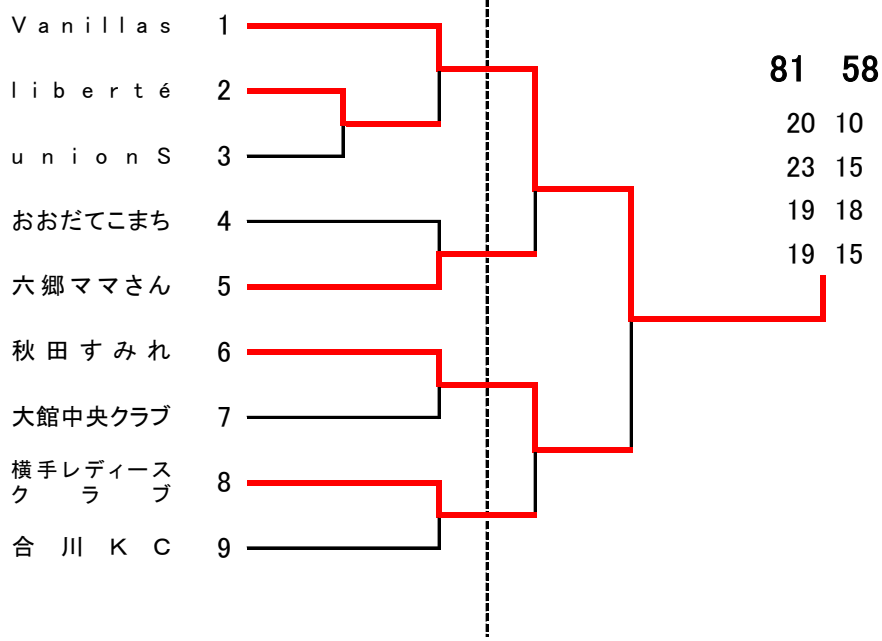 Vanillas 1
liberté 2
unionS 3
おおだてこまち 4
六郷ママさん 5
秋田すみれ 6
大館中央クラブ 7
横手レディース
クラブ 8
合川KC 9
81 58
20 10
23 15
19 18
19 15